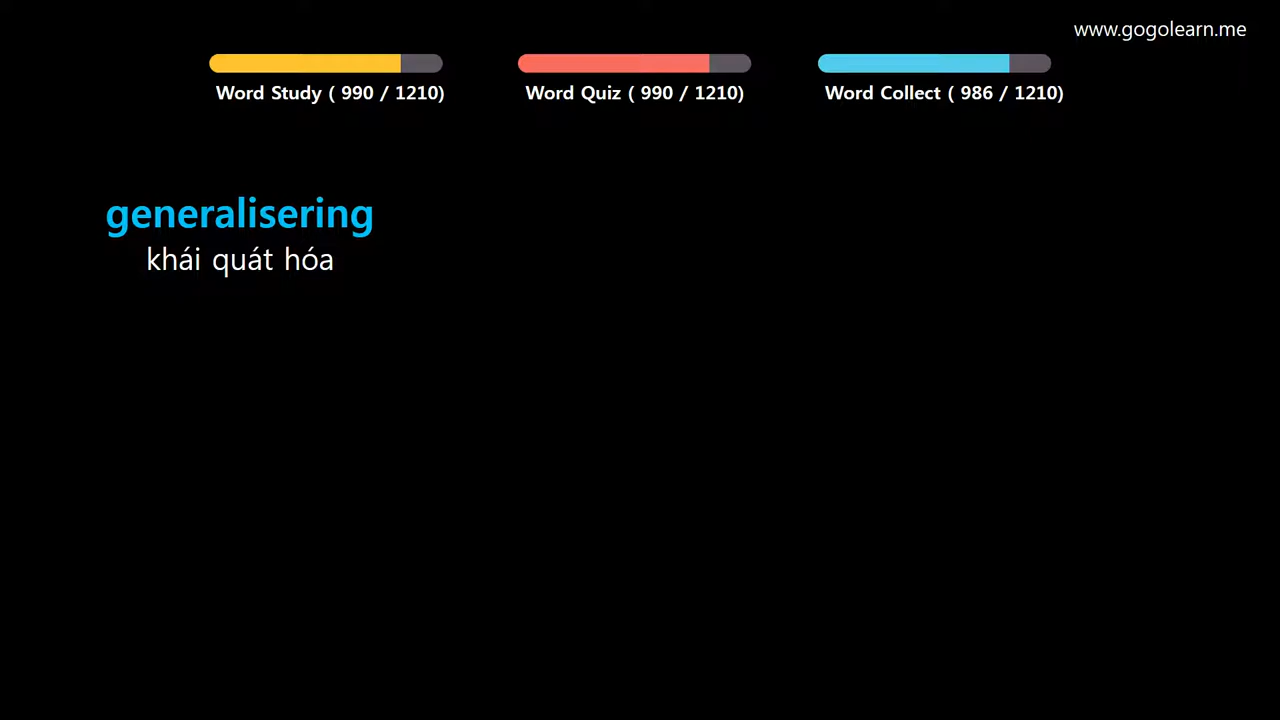 www.gogolearn.me
Word Study ( 990 / 1210)
Word Quiz ( 990 / 1210)
Word Collect ( 986 / 1210)
generalisering
khái quát hóa